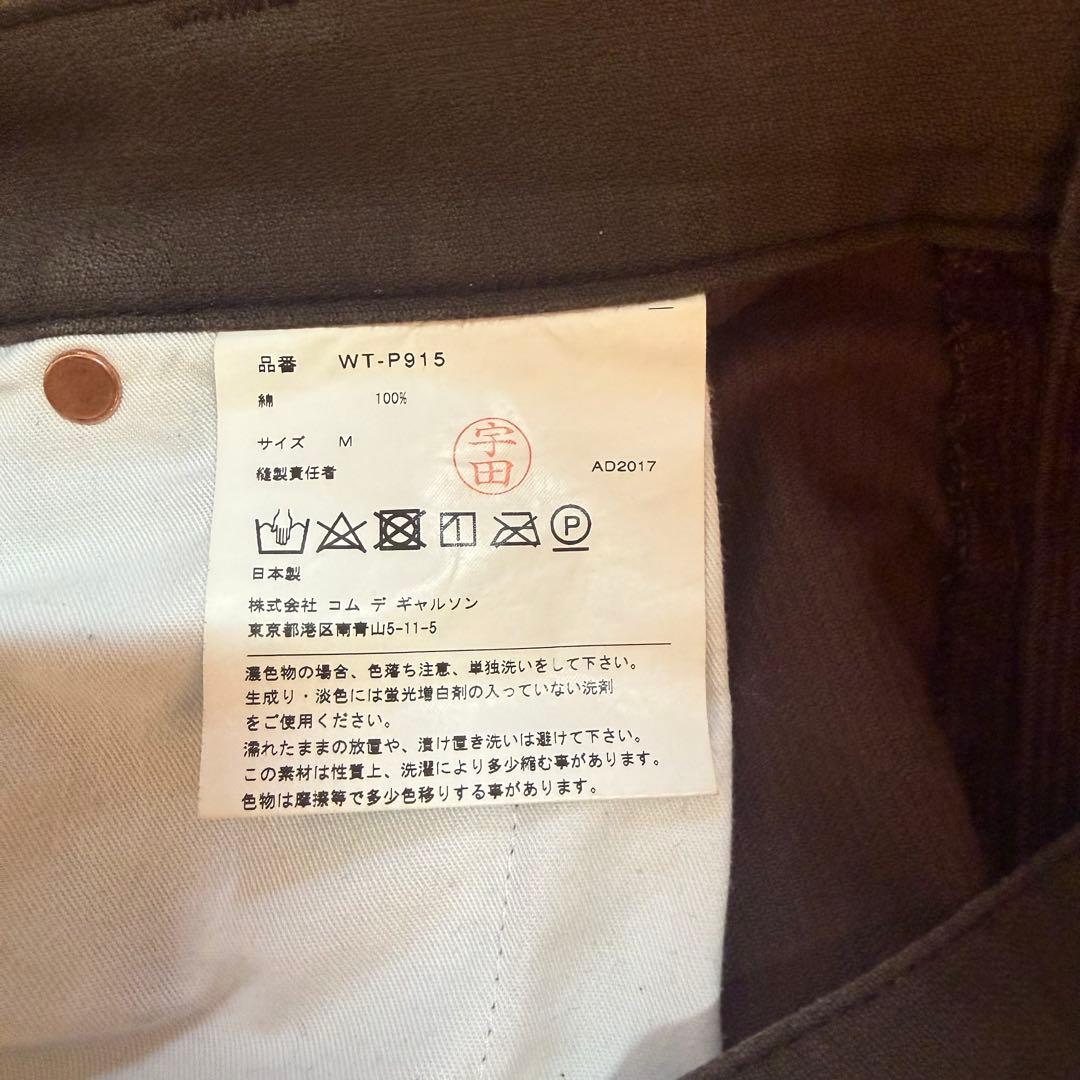 品番 WT-P915
綿 100%
サイズ M
縫製責任者
宇田
AD2017
P
日本製
株式会社 コム デ ギャルソン
東京都港区南青山5-11-5
濃色物の場合、色落ち注意、単独洗いをして下さい。
生成り・淡色には蛍光増白剤の入っていない洗剤
をご使用ください。
濡れたままの放置や、漬け置き洗いは避けて下さい。
この素材は性質上、洗濯により多少縮む事があります。
色物は摩擦等で多少色移りする事があります。